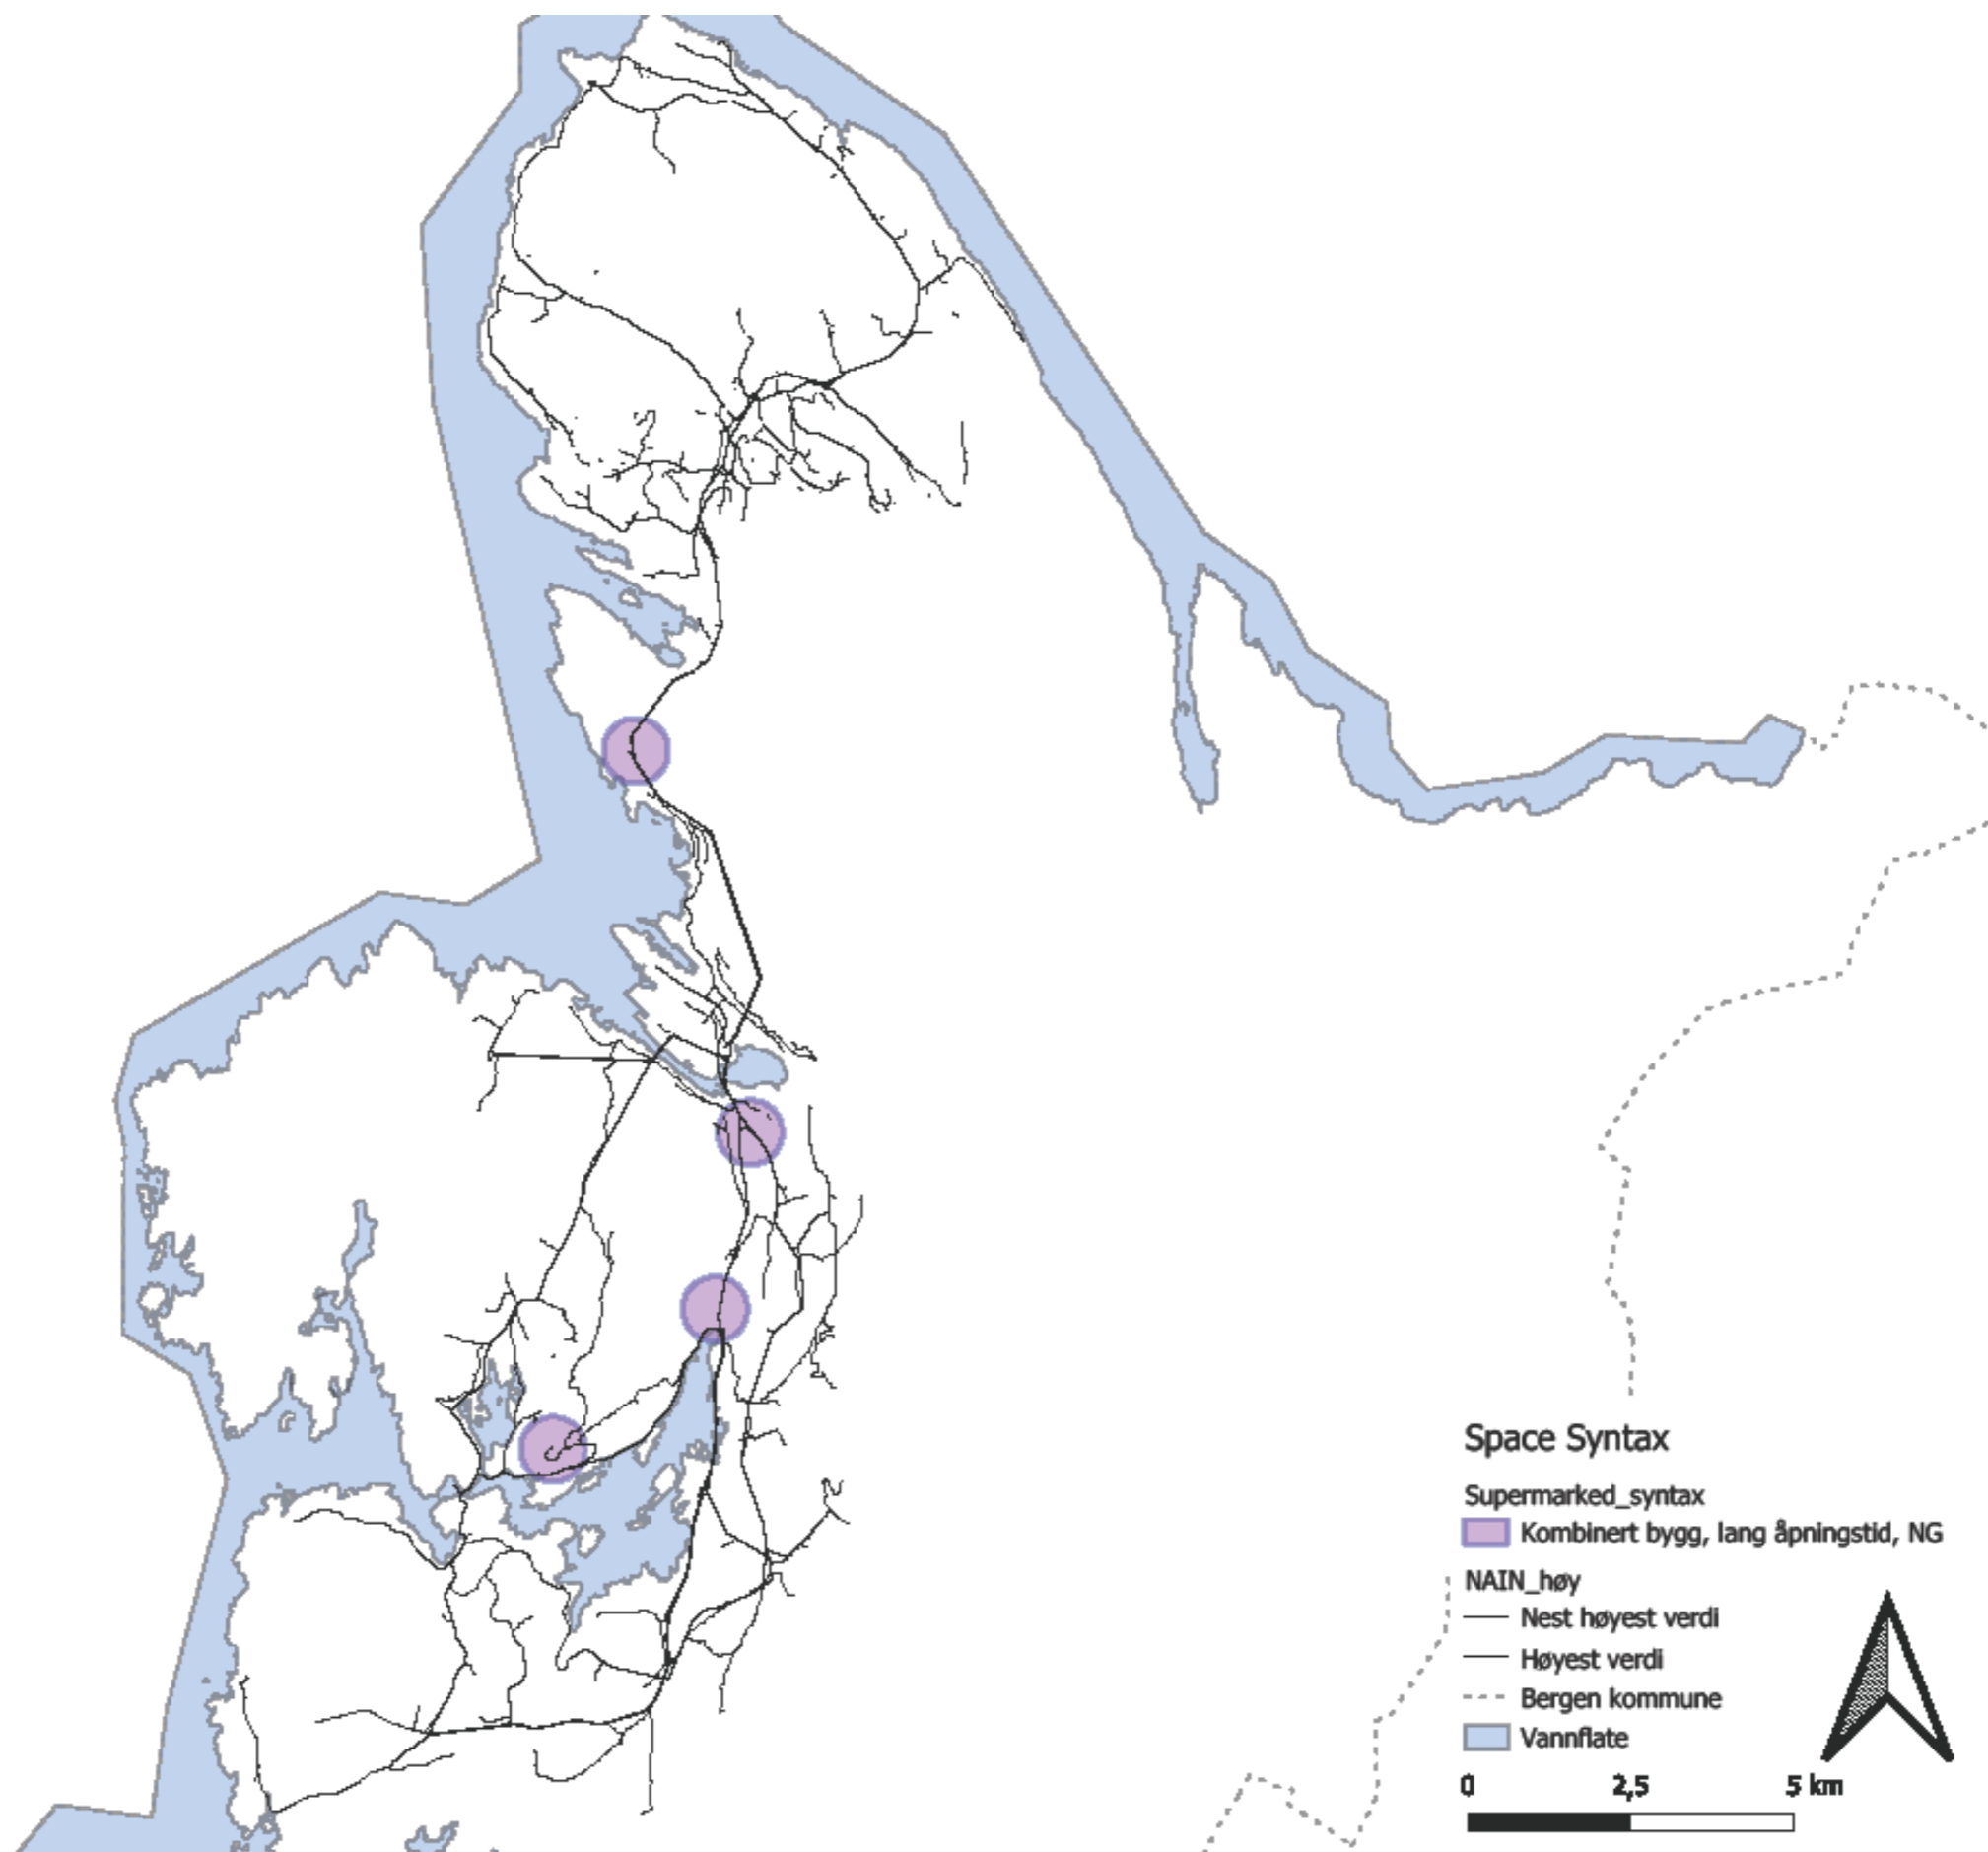 Space Syntax
Supermarked_syntax
Kombinert bygg, lang åpningstid, NG
NAIN_høy
Nest høyest verdi
Høyest verdi
Bergen kommune
Vannflate
0 2,5 5 km